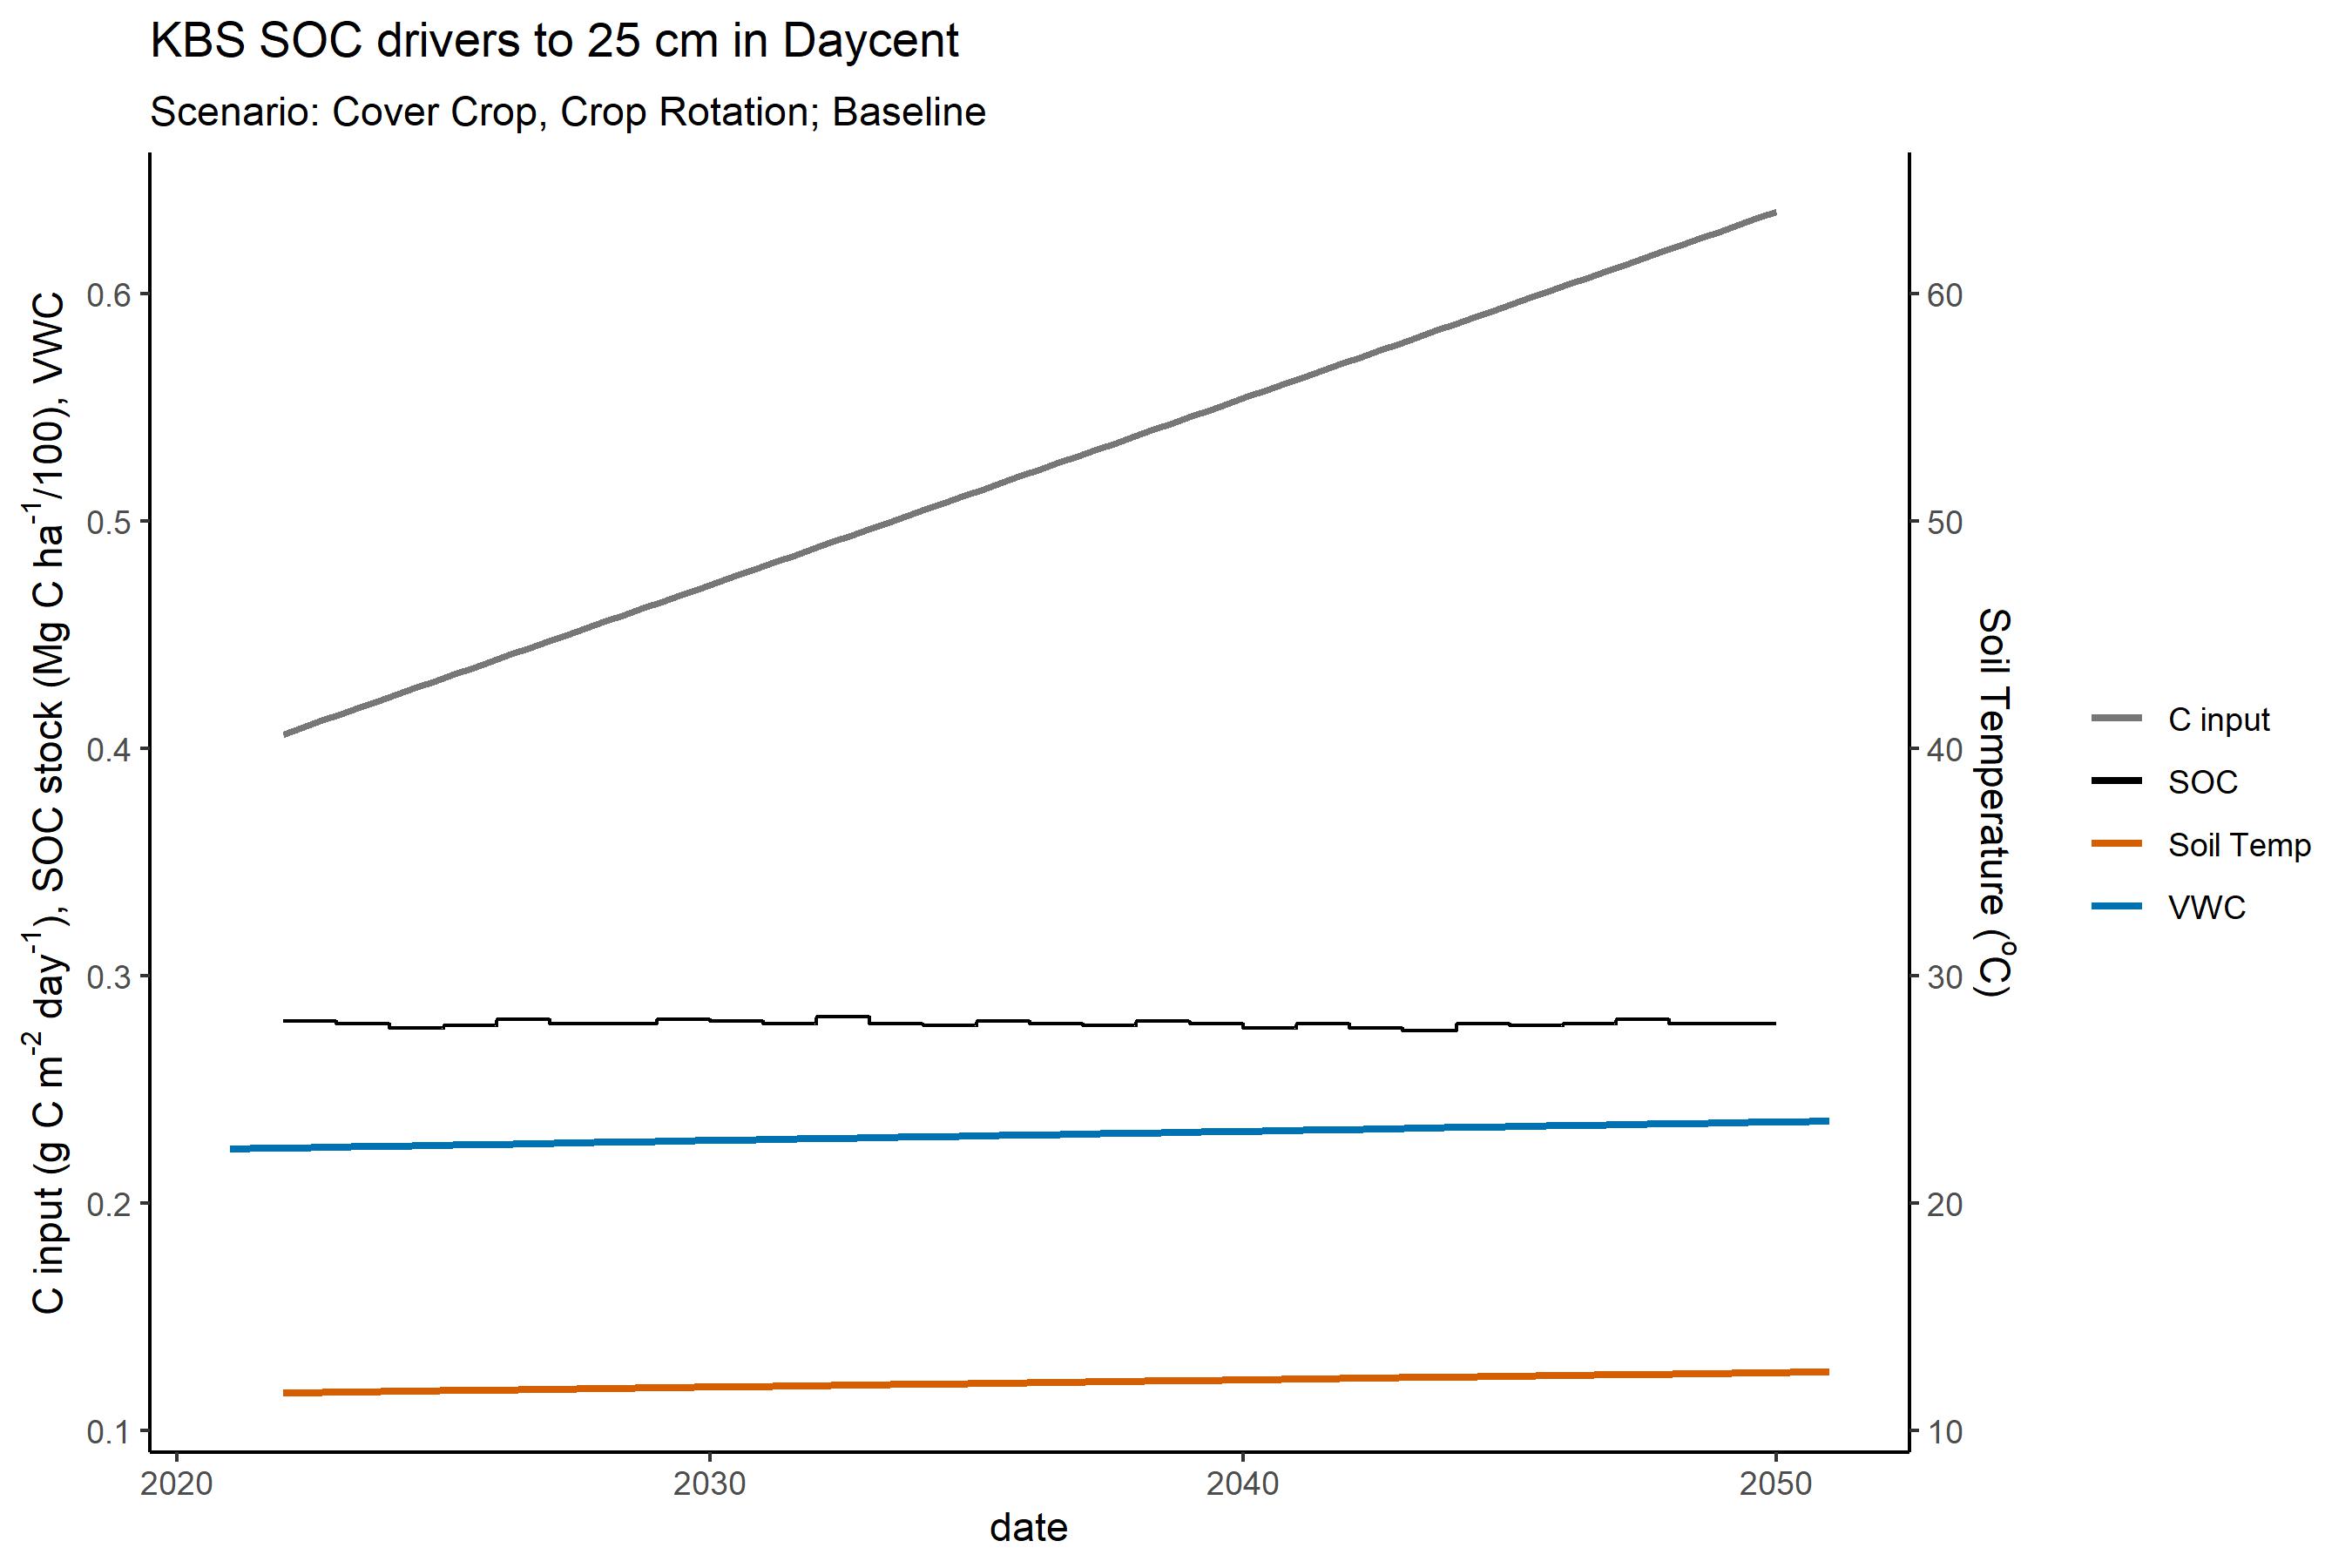 KBS SOC drivers to 25 cm in Daycent
Scenario: Cover Crop, Crop Rotation; Baseline
C input (g C m⁻² day⁻¹), SOC stock (Mg C ha⁻¹/100), VWC
0.6
0.5
0.4
0.3
0.2
0.1
60
50
40
30
20
10
Soil Temperature (°C)
C input
SOC
Soil Temp
VWC
2020 2030 2040 2050
date